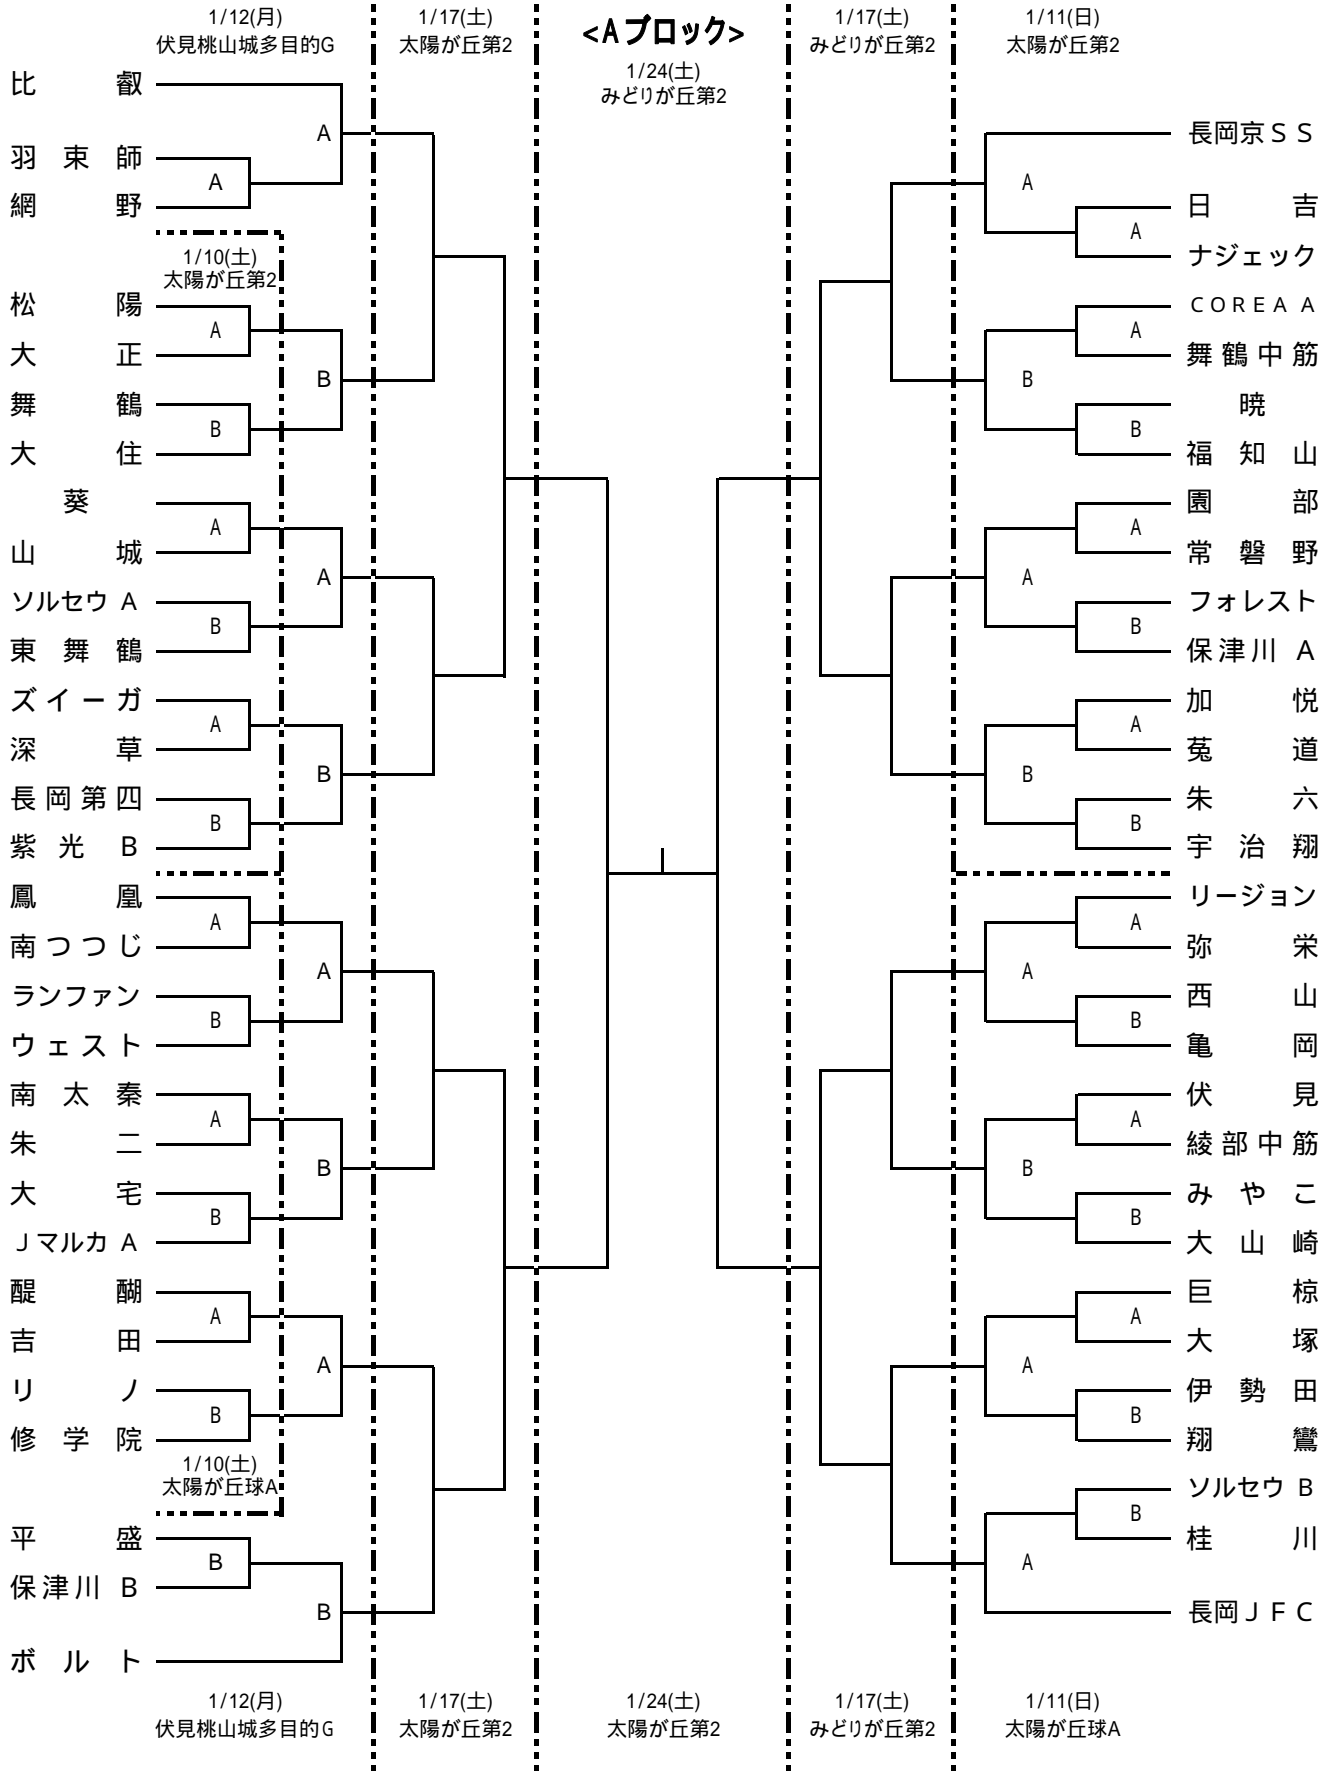 1/12(月)
伏見桃山城多目的G
1/17(土)
太陽が丘第2
<Aブロック>
1/24(土)
みどりが丘第2
1/17(土)
みどりが丘第2
1/11(日)
太陽が丘第2
比叡
A
羽束師
A
網野
1/10(土)
太陽が丘第2
松陽
A
大正
B
舞鶴
B
大住
葵
A
山城
A
ソルセウ A
B
東舞鶴
ズイーガ
A
深草
B
長岡第四
B
紫光 B
鳳凰
A
南つつじ
A
ランファン
B
ウェスト
南太秦
A
朱二
B
大宅
B
Jマルカ A
醍醐
A
吉田
A
リノ
B
修学院
1/10(土)
太陽が丘球A
平盛
B
保津川 B
B
ボルト
長岡京SS
A
日吉
A
ナジェック
COREA A
A
舞鶴中筋
B
暁
B
福知山
園部
A
常磐野
A
フォレスト
B
保津川 A
加悦
A
菟道
B
朱六
B
宇治翔
リージョン
A
弥栄
A
西山
B
亀岡
伏見
A
綾部中筋
B
みやこ
B
大山崎
巨椋
A
大塚
A
伊勢田
B
翔鸞
ソルセウ B
B
桂川
A
長岡JFC
1/12(月)
伏見桃山城多目的G
1/17(土)
太陽が丘第2
1/24(土)
太陽が丘第2
1/17(土)
みどりが丘第2
1/11(日)
太陽が丘球A